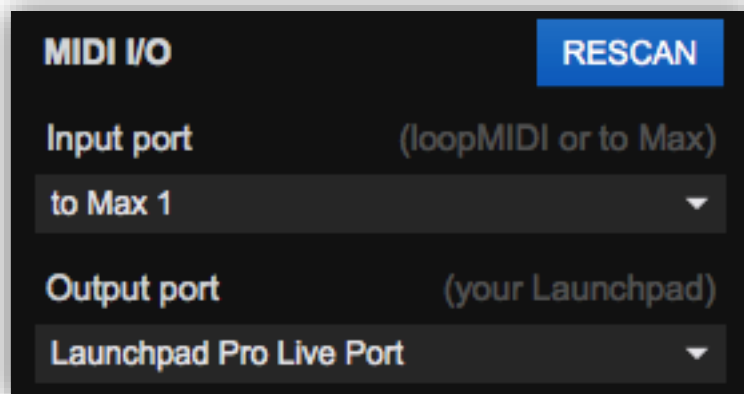 MIDI I/O RESCAN
Input port (loopMIDI or to Max)
to Max 1
Output port (your Launchpad)
Launchpad Pro Live Port